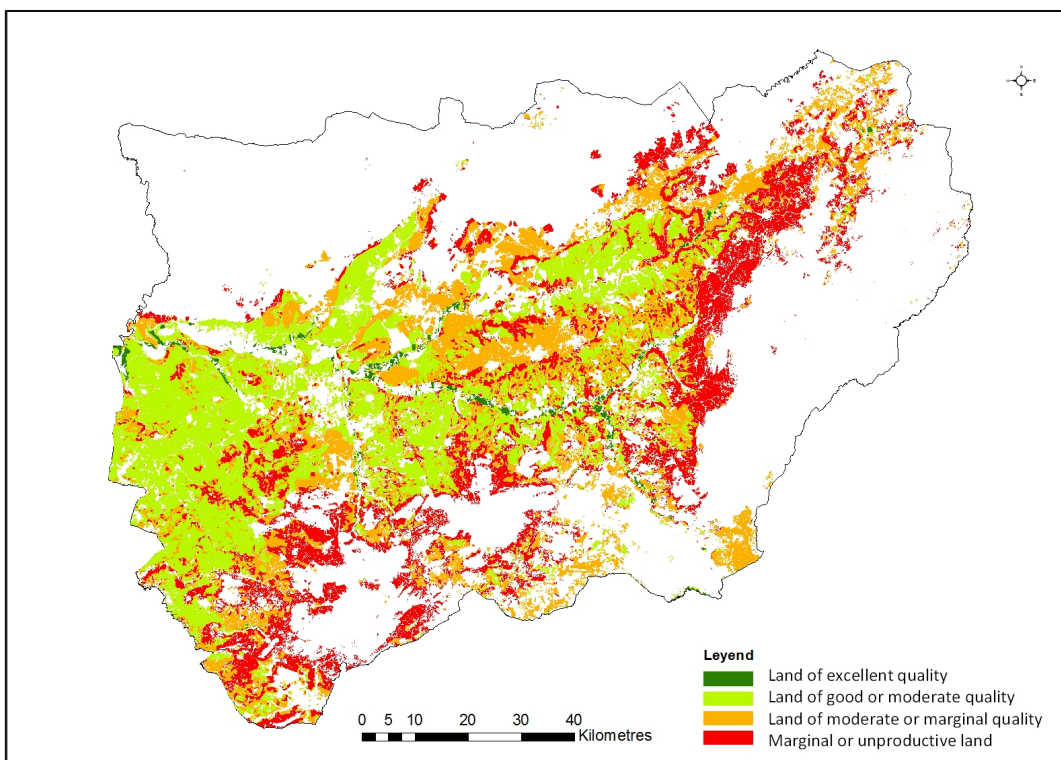 N
Leyend
Land of excellent quality
Land of good or moderate quality
Land of moderate or marginal quality
Marginal or unproductive land
0 5 10 20 30 40
Kilometres